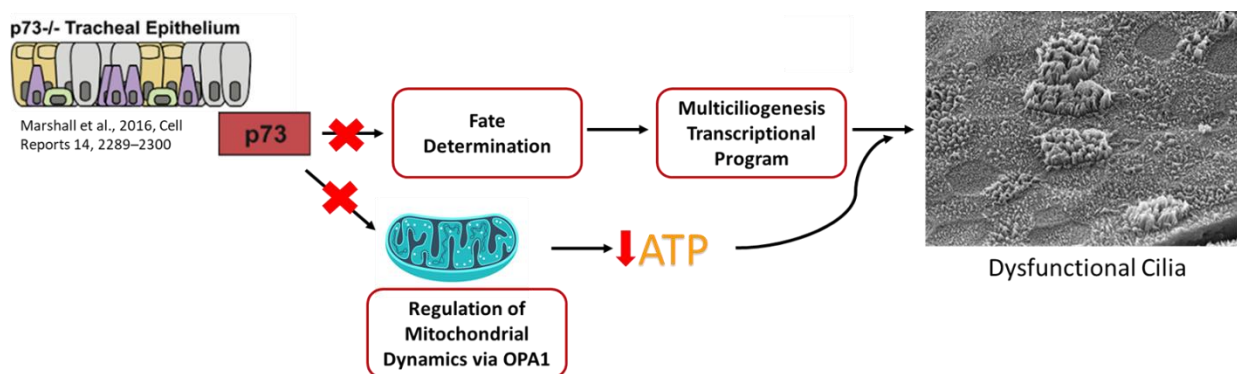 p73-/- Tracheal Epithelium
Marshall et al., 2016, Cell
Reports 14, 2289–2300
p73
Fate
Determination
Multiciliogenesis
Transcriptional
Program
ATP
Regulation of
Mitochondrial
Dynamics via OPA1
Dysfunctional Cilia